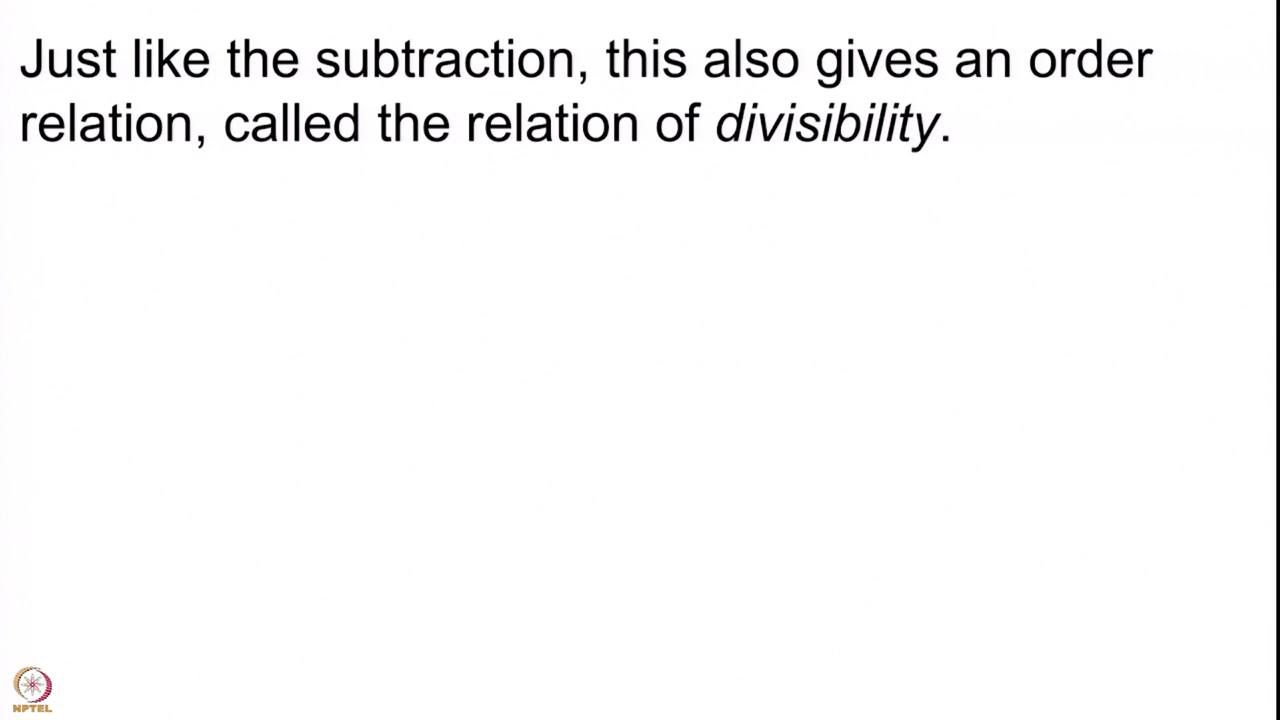 Just like the subtraction, this also gives an order
relation, called the relation of divisibility.
NPTEL